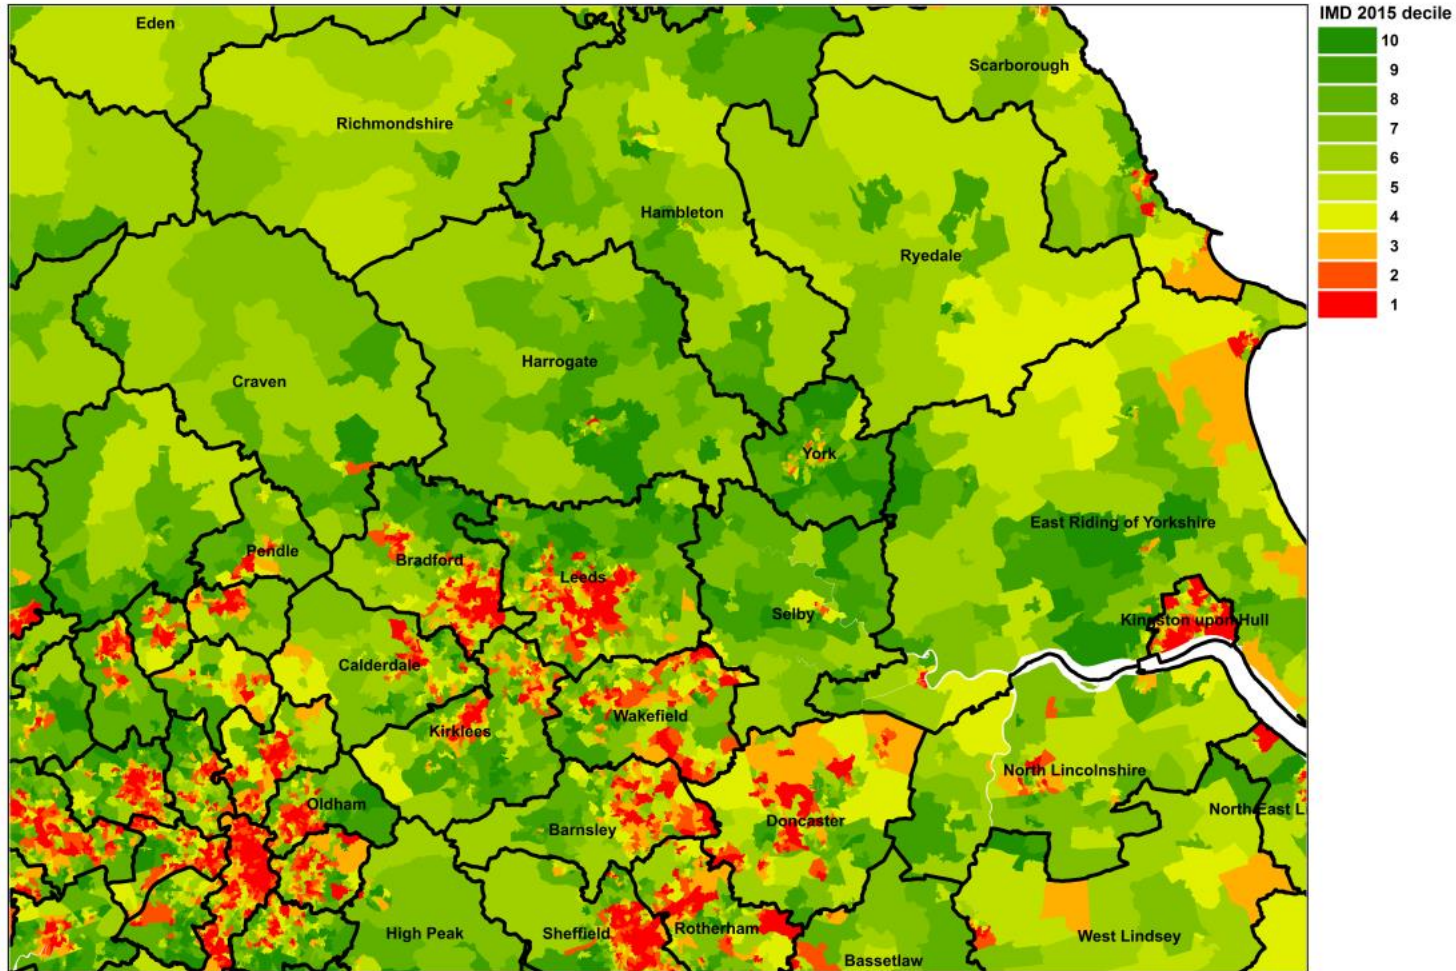 IMD 2015 decile
10
9
8
7
6
5
4
3
2
1
Eden
Scarborough
Richmondshire
Hambleton
Ryedale
Harrogate
Craven
York
East Riding of Yorkshire
Pendle
Bradford
Leeds
Selby
Kingston upon Hull
Calderdale
Wakefield
Kirklees
North Lincolnshire
Oldham
North East L
Doncaster
Barnsley
High Peak
Sheffield
Rotherham
West Lindsey
Bassetlaw